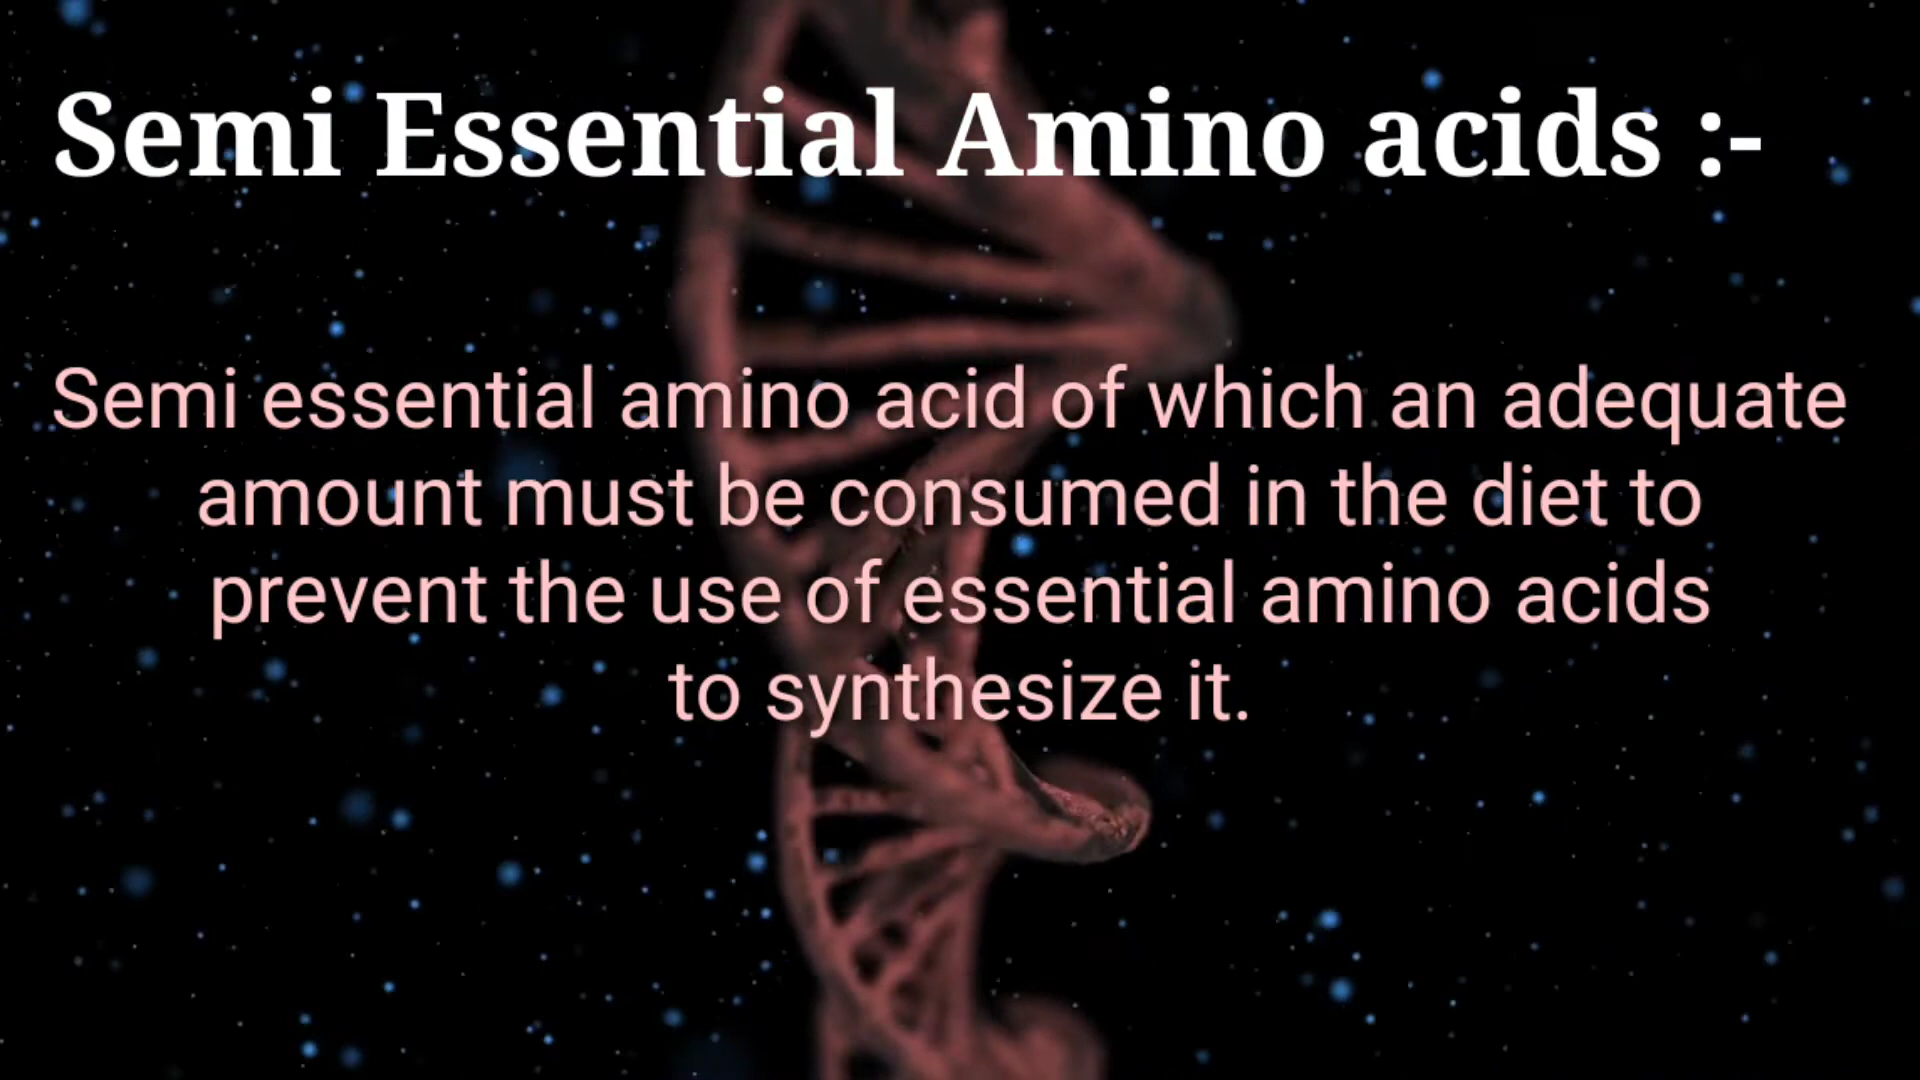 Semi Essential Amino acids :-
Semi essential amino acid of which an adequate
amount must be consumed in the diet to
prevent the use of essential amino acids
to synthesize it.